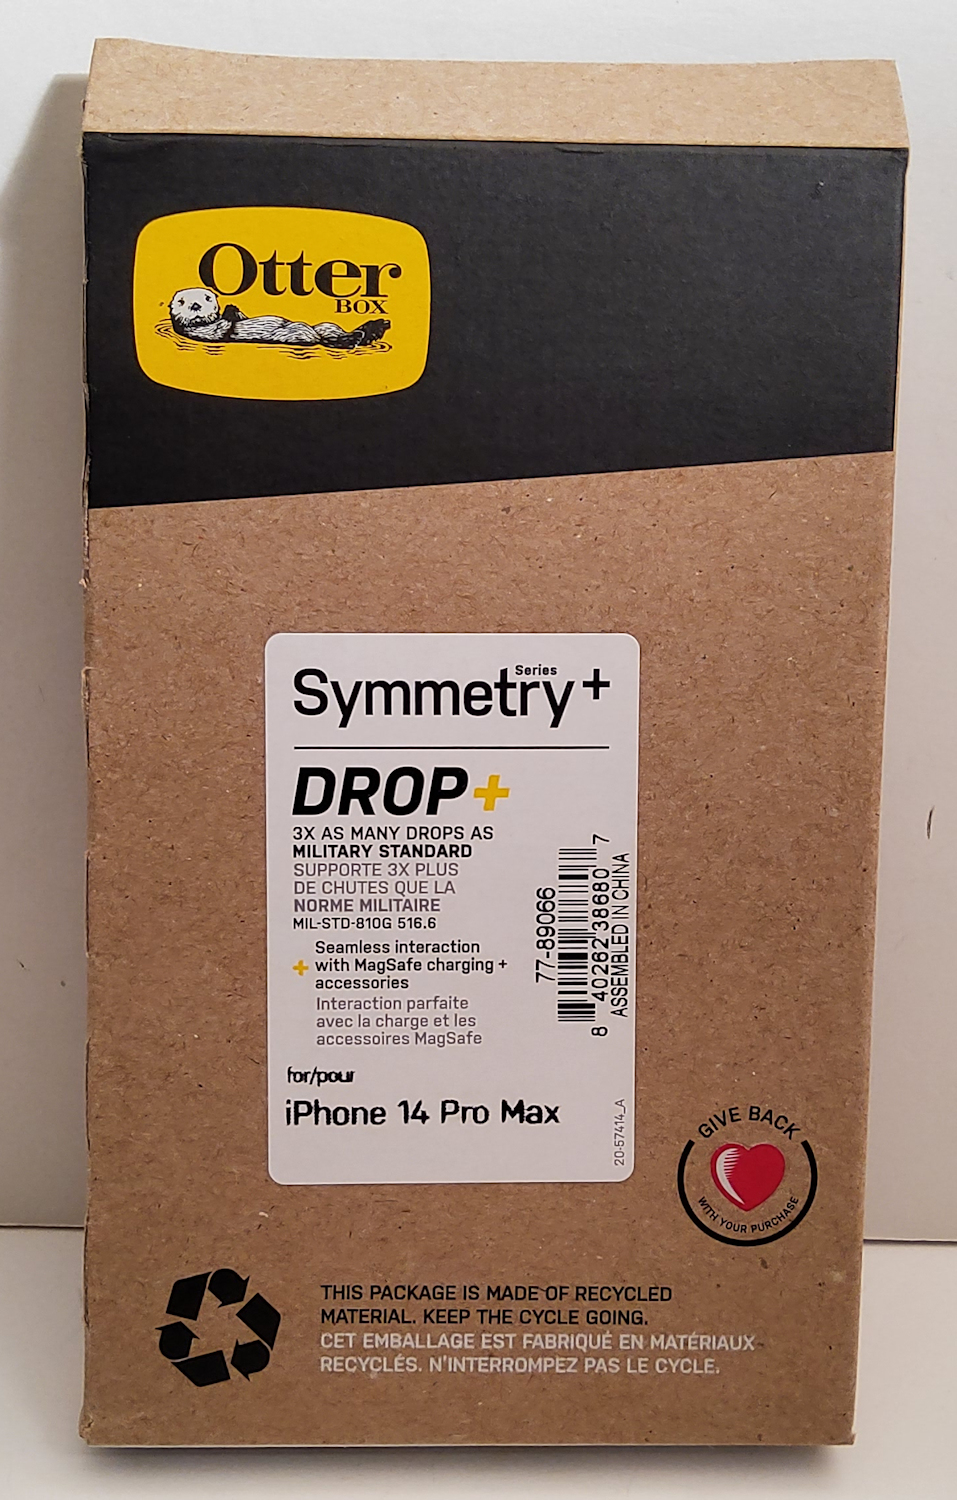 Otter
BOX
Series
Symmetry+
DROP+
3X AS MANY DROPS AS
MILITARY STANDARD
SUPPORTE 3X PLUS
DE CHUTES QUE LA
NORME MILITAIRE
MIL-STD-810G 516.6
Seamless interaction
+ with MagSafe charging +
accessories
Interaction parfaite
avec la charge et les
accessoires MagSafe
for/pour
iPhone 14 Pro Max
77-89066
8 40262 38680 7
ASSEMBLED IN CHINA
20-57414_A
GIVE BACK
WITH YOUR PURCHASE
THIS PACKAGE IS MADE OF RECYCLED
MATERIAL. KEEP THE CYCLE GOING.
CET EMBALLAGE EST FABRIQUÉ EN MATÉRIAUX
RECYCLÉS. N'INTERROMPEZ PAS LE CYCLE.